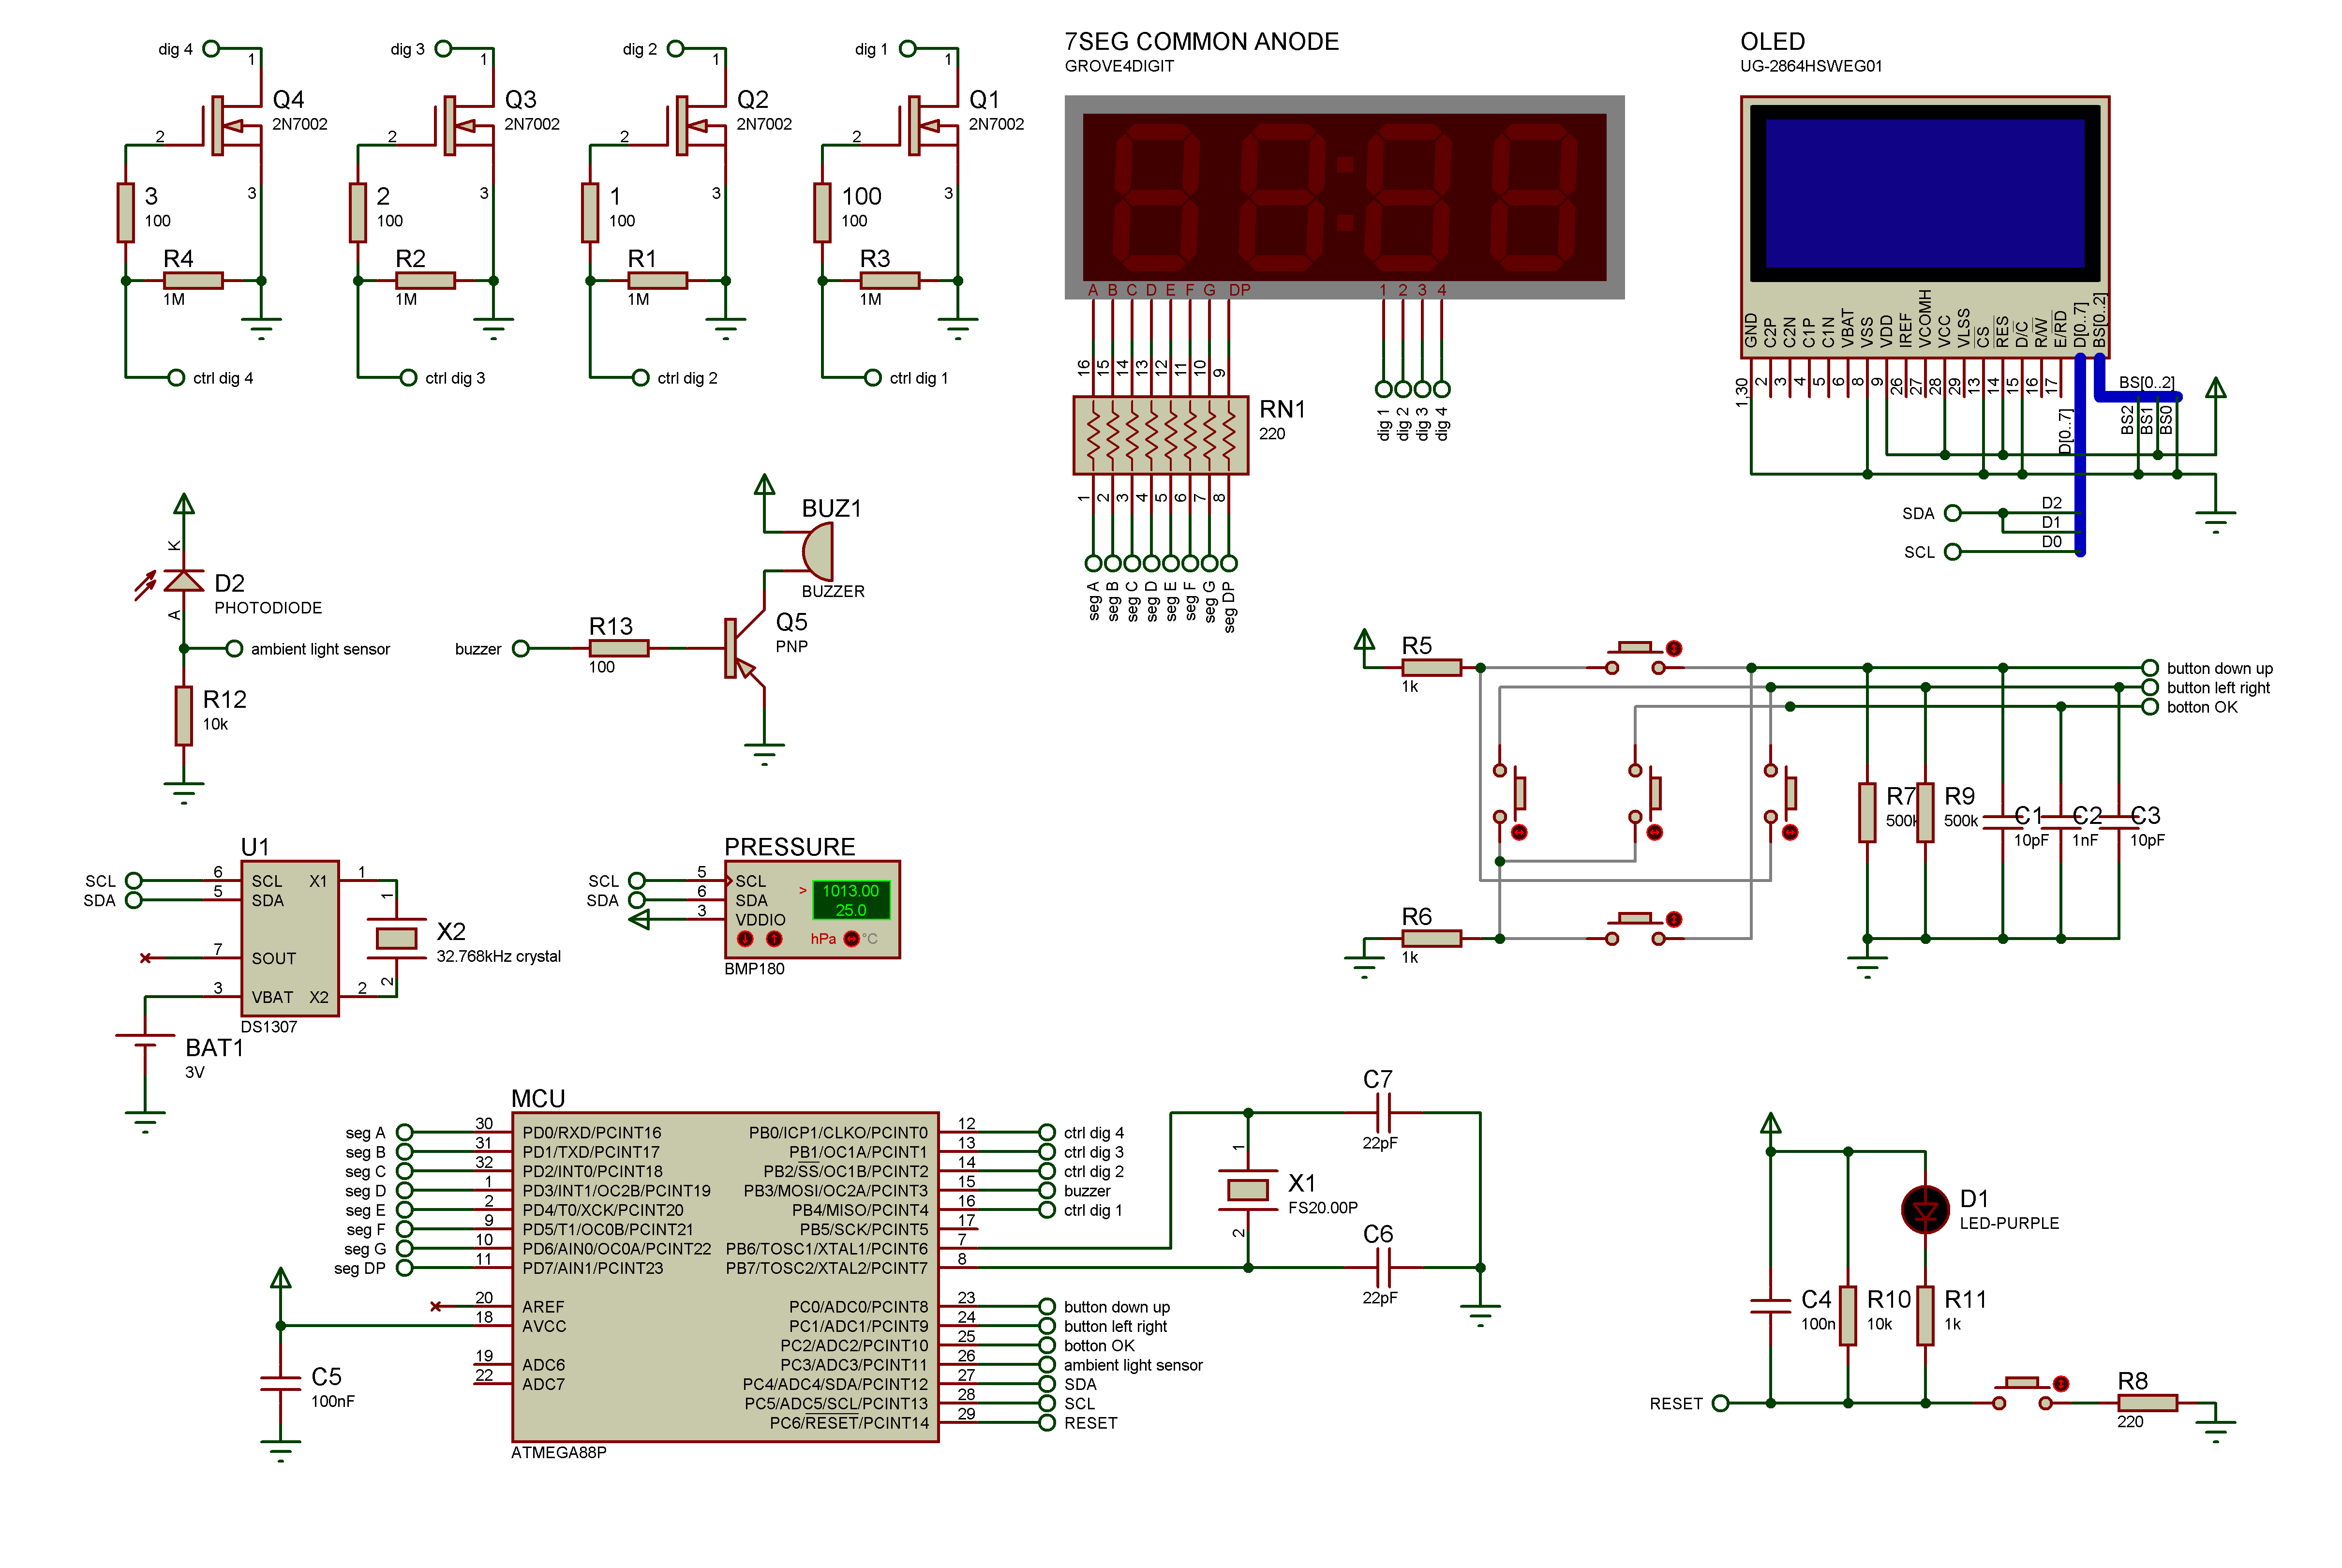 dig 4
1
Q4
2N7002
2
3
3
100
R4
1M
ctrl dig 4
dig 3
1
Q3
2N7002
2
3
2
100
R2
1M
ctrl dig 3
dig 2
1
Q2
2N7002
2
3
1
100
R1
1M
ctrl dig 2
dig 1
1
Q1
2N7002
2
3
100
100
R3
1M
ctrl dig 1
7SEG COMMON ANODE
GROVE4DIGIT
A B C D E F G DP
1 2 3 4
16 15 14 13 12 11 10 9
RN1
220
1 2 3 4 5 6 7 8
seg A
seg B
seg C
seg D
seg E
seg F
seg G
seg DP
dig 1
dig 2
dig 3
dig 4
OLED
UG-2864HSWEG01
GND C2P C2N C1P C1N VBAT VSS VDD IREF VCOMH VCC VLSS CS RES D/C R/W E/RD D[0..7] BS[0..2]
1,30 2 3 4 5 6 8 9 26 27 28 29 13 14 15 16 17
D[0..7]
BS[0..2]
BS2
BS1
BS0
SDA
SCL
D2
D1
D0
K
D2
PHOTODIODE
A
ambient light sensor
R12
10k
BUZ1
BUZZER
buzzer
R13
100
Q5
PNP
R5
1k
button down up
button left right
botton OK
R7
500k
R9
500k
C1
10pF
C2
1nF
C3
10pF
R6
1k
U1
SCL 6 SCL X1 1
SDA 5 SDA
7 SOUT
3 VBAT X2 2
DS1307
1
X2
32.768kHz crystal
2
BAT1
3V
PRESSURE
SCL 5 SCL
SDA 6 SDA
3 VDDIO
> 1013.00
25.0
hPa °C
BMP180
MCU
seg A 30 PD0/RXD/PCINT16
seg B 31 PD1/TXD/PCINT17
seg C 32 PD2/INT0/PCINT18
seg D 1 PD3/INT1/OC2B/PCINT19
seg E 2 PD4/T0/XCK/PCINT20
seg F 9 PD5/T1/OC0B/PCINT21
seg G 10 PD6/AIN0/OC0A/PCINT22
seg DP 11 PD7/AIN1/PCINT23
20 AREF
18 AVCC
19 ADC6
22 ADC7
PB0/ICP1/CLKO/PCINT0 12 ctrl dig 4
PB1/OC1A/PCINT1 13 ctrl dig 3
PB2/SS/OC1B/PCINT2 14 ctrl dig 2
PB3/MOSI/OC2A/PCINT3 15 buzzer
PB4/MISO/PCINT4 16 ctrl dig 1
PB5/SCK/PCINT5 17
PB6/TOSC1/XTAL1/PCINT6 7
PB7/TOSC2/XTAL2/PCINT7 8
PC0/ADC0/PCINT8 23 button down up
PC1/ADC1/PCINT9 24 button left right
PC2/ADC2/PCINT10 25 botton OK
PC3/ADC3/PCINT11 26 ambient light sensor
PC4/ADC4/SDA/PCINT12 27 SDA
PC5/ADC5/SCL/PCINT13 28 SCL
PC6/RESET/PCINT14 29 RESET
ATMEGA88P
C5
100nF
C7
22pF
1
X1
FS20.00P
2
C6
22pF
D1
LED-PURPLE
C4
100n
R10
10k
R11
1k
RESET
R8
220